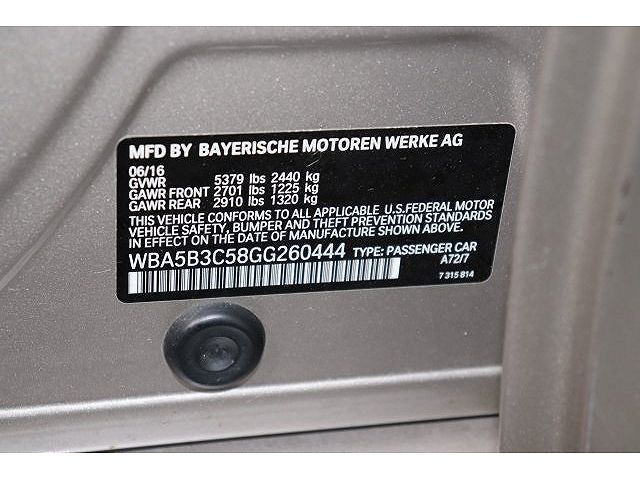 MFD BY BAYERISCHE MOTOREN WERKE AG
06/16
GVWR 5379 lbs 2440 kg
GAWR FRONT 2701 lbs 1225 kg
GAWR REAR 2910 lbs 1320 kg
THIS VEHICLE CONFORMS TO ALL APPLICABLE U.S.FEDERAL MOTOR
VEHICLE SAFETY, BUMPER, AND THEFT PREVENTION STANDARDS
IN EFFECT ON THE DATE OF MANUFACTURE SHOWN ABOVE.
WBA5B3C58GG260444 TYPE: PASSENGER CAR
A72/7
7 315 814